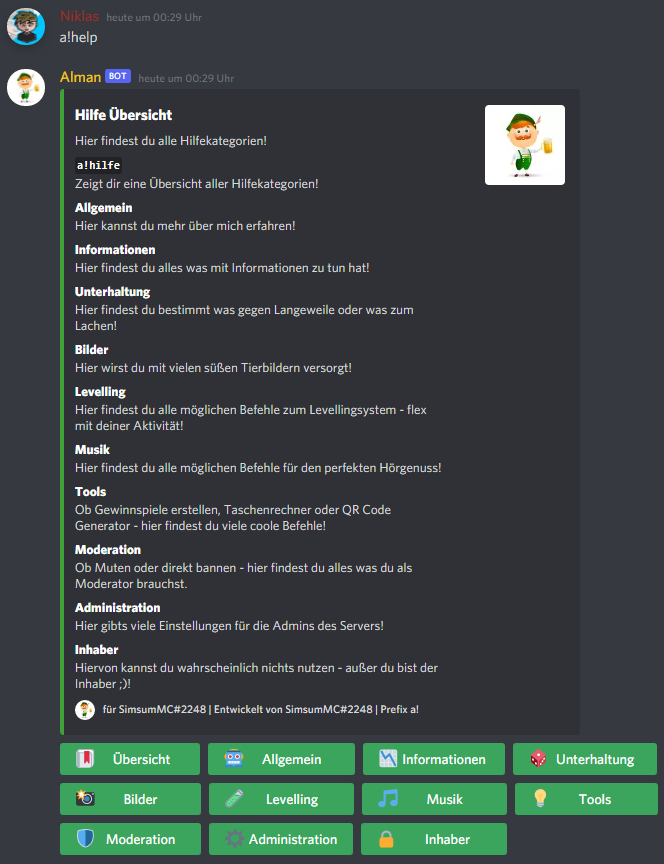 Niklas heute um 00:29 Uhr
a!help
Alman BOT heute um 00:29 Uhr
Hilfe Übersicht
Hier findest du alle Hilfekategorien!
a!hilfe
Zeigt dir eine Übersicht aller Hilfekategorien!
Allgemein
Hier kannst du mehr über mich erfahren!
Informationen
Hier findest du alles was mit Informationen zu tun hat!
Unterhaltung
Hier findest du bestimmt was gegen Langeweile oder was zum
Lachen!
Bilder
Hier wirst du mit vielen süßen Tierbildern versorgt!
Levelling
Hier findest du alle möglichen Befehle zum Levellingsystem - flex
mit deiner Aktivität!
Musik
Hier findest du alle möglichen Befehle für den perfekten Hörgenuss!
Tools
Ob Gewinnspiele erstellen, Taschenrechner oder QR Code
Generator - hier findest du viele coole Befehle!
Moderation
Ob Muten oder direkt bannen - hier findest du alles was du als
Moderator brauchst.
Administration
Hier gibts viele Einstellungen für die Admins des Servers!
Inhaber
Hiervon kannst du wahrscheinlich nichts nutzen - außer du bist der
Inhaber ;)!
für SimsumMC#2248 | Entwickelt von SimsumMC#2248 | Prefix a!
Übersicht Allgemein Informationen Unterhaltung
Bilder Levelling Musik Tools
Moderation Administration Inhaber